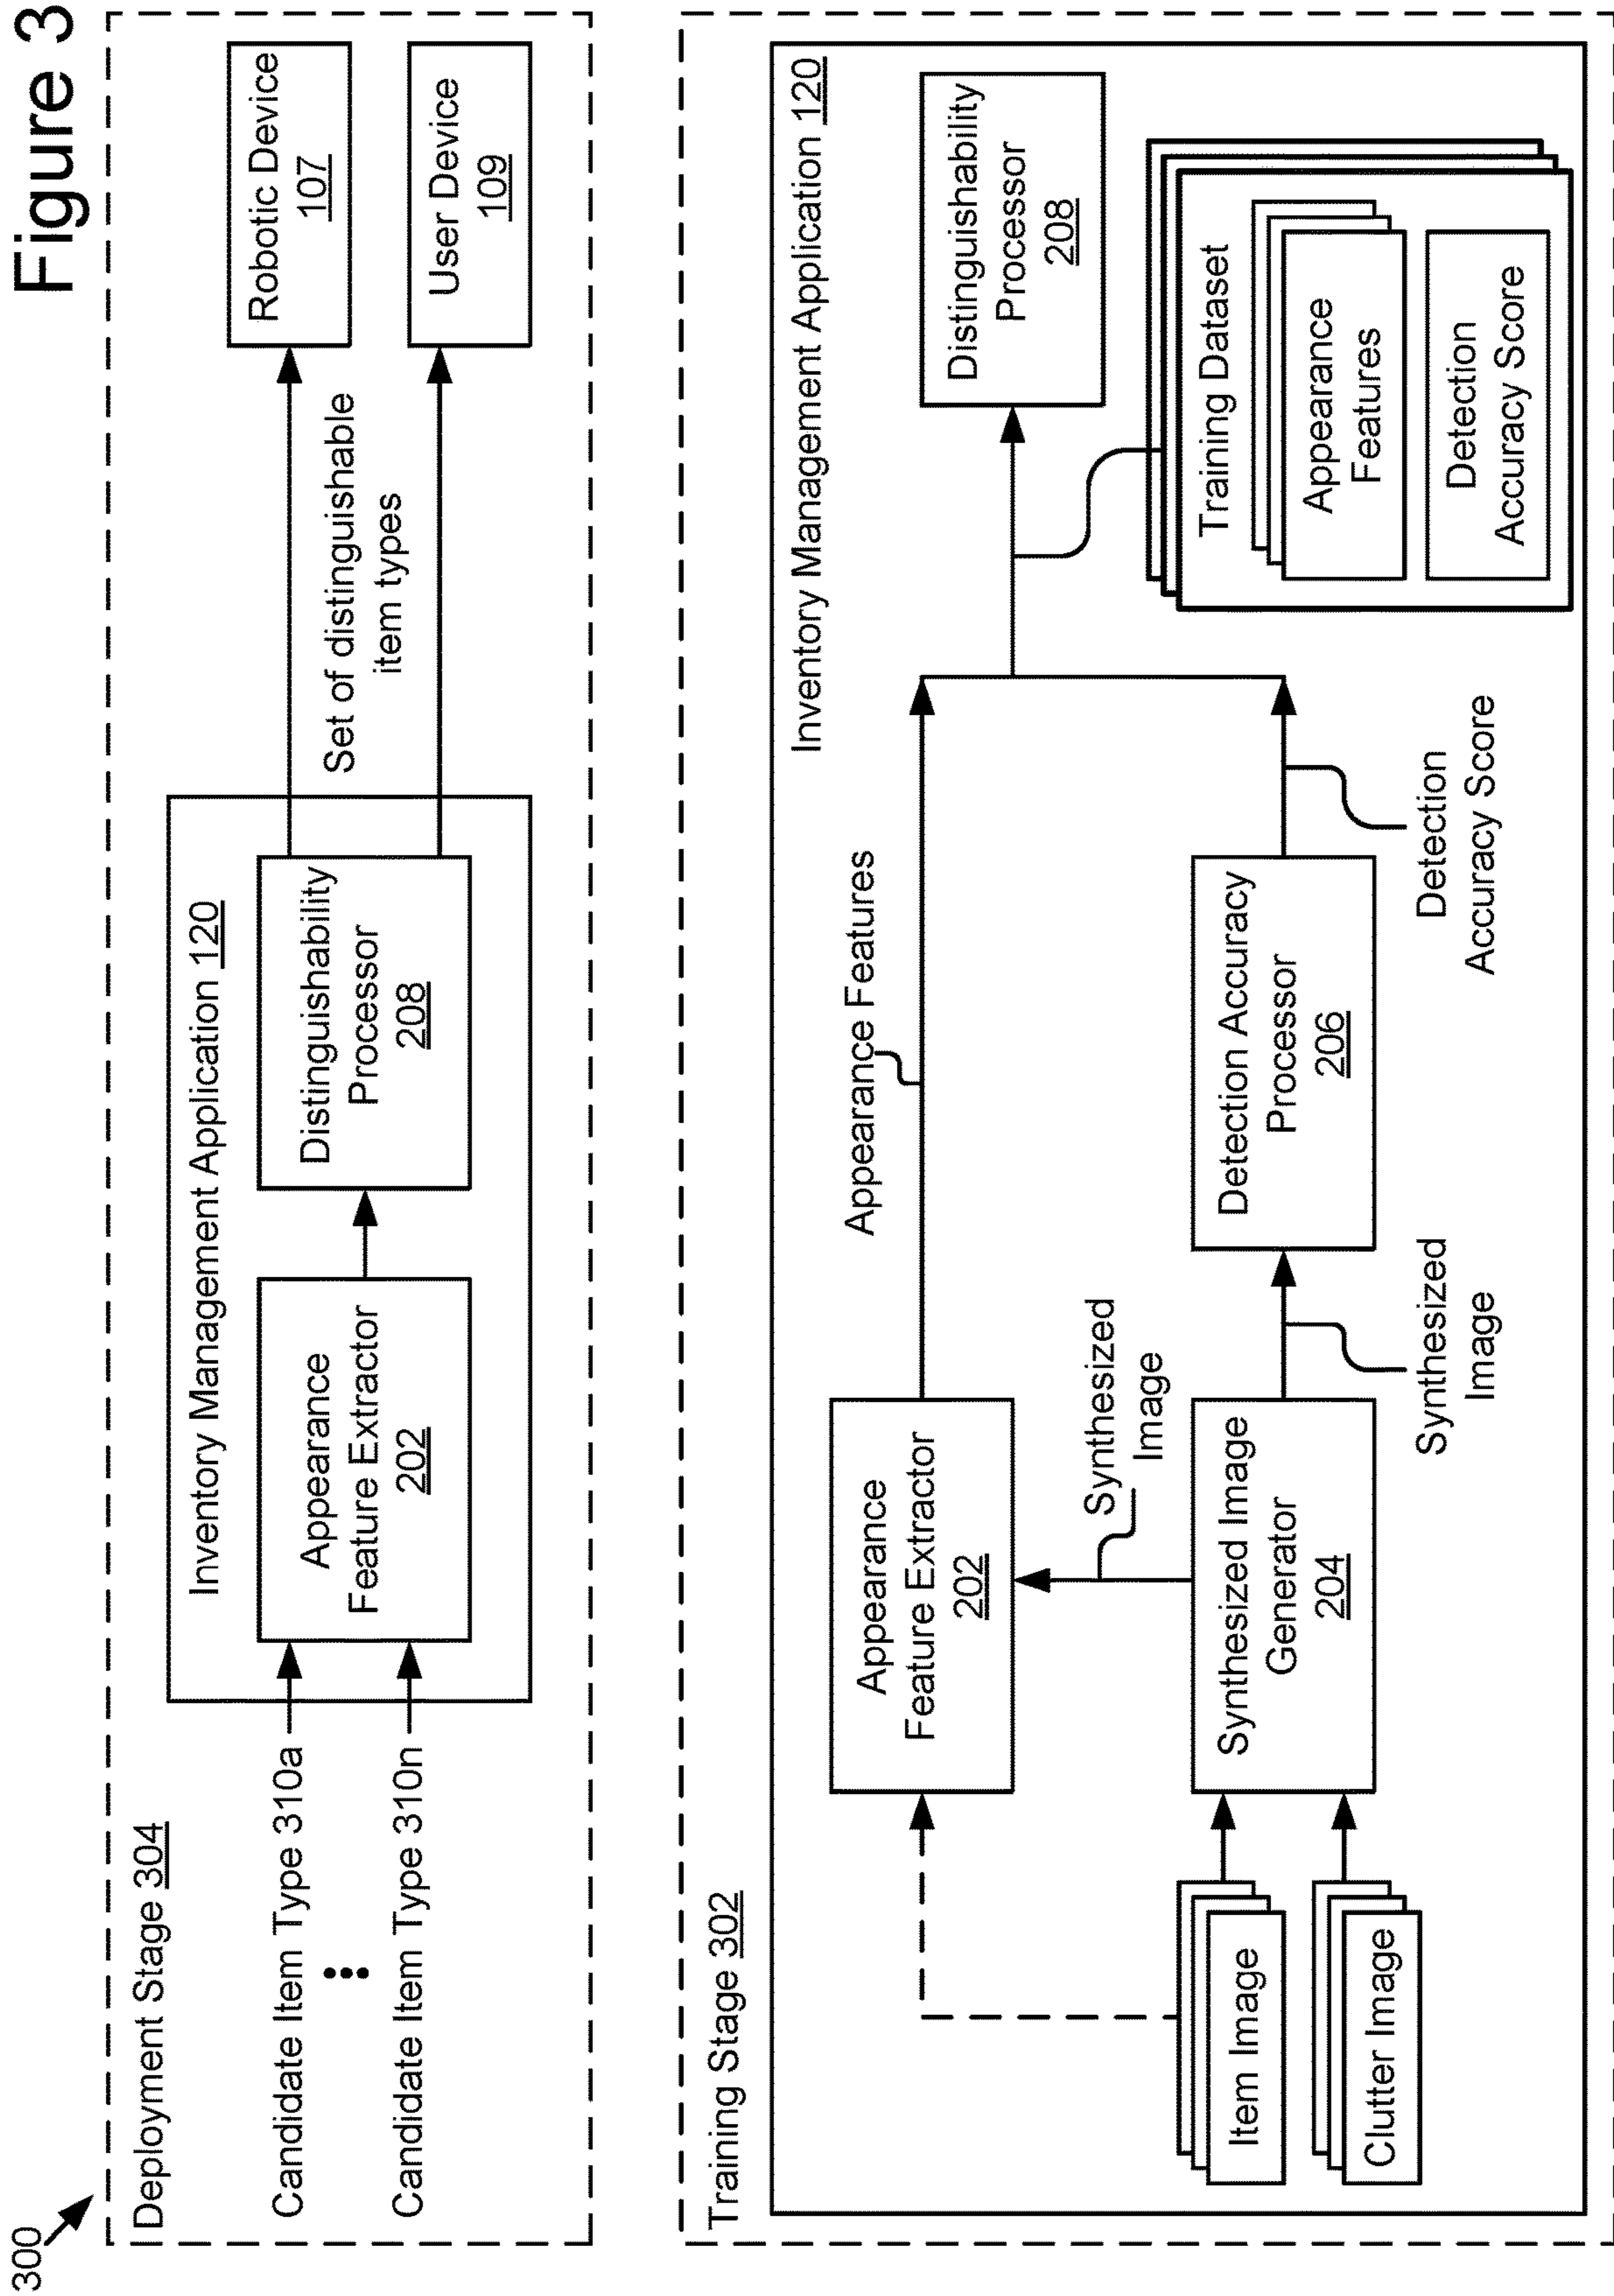 Figure 3
300
Deployment Stage 304
Candidate Item Type 310a
Candidate Item Type 310n
Inventory Management Application 120
Appearance
Feature Extractor
202
Distinguishability
Processor
208
Set of distinguishable
item types
Robotic Device
107
User Device
109
Training Stage 302
Inventory Management Application 120
Item Image
Clutter Image
Appearance
Feature Extractor
202
Synthesized Image
Generator
204
Synthesized
Image
Synthesized
Image
Appearance Features
Detection Accuracy
Processor
206
Detection
Accuracy Score
Distinguishability
Processor
208
Training Dataset
Appearance
Features
Detection
Accuracy Score